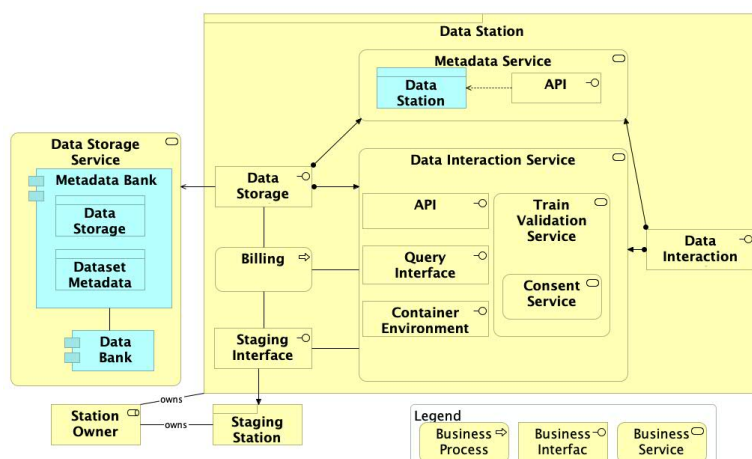 Data Station
Metadata Service
Data
Station
API
Data Storage
Service
Metadata Bank
Data
Storage
Dataset
Metadata
Data
Bank
Data
Storage
Billing
Staging
Interface
Data Interaction Service
API
Query
Interface
Container
Environment
Train
Validation
Service
Consent
Service
Data
Interaction
owns
Station
Owner
owns
Staging
Station
Legend
Business
Process
Business
Interfac
Business
Service